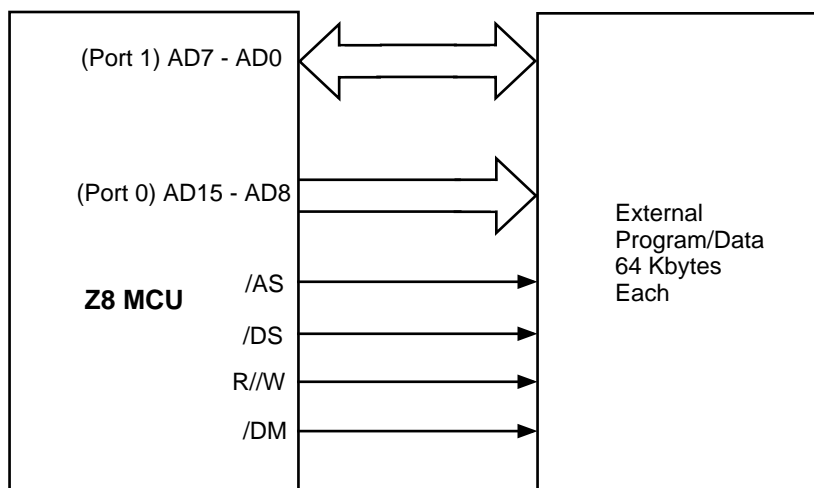 (Port 1) AD7 - AD0
(Port 0) AD15 - AD8
External
Program/Data
64 Kbytes
Each
/AS
Z8 MCU
/DS
R//W
/DM